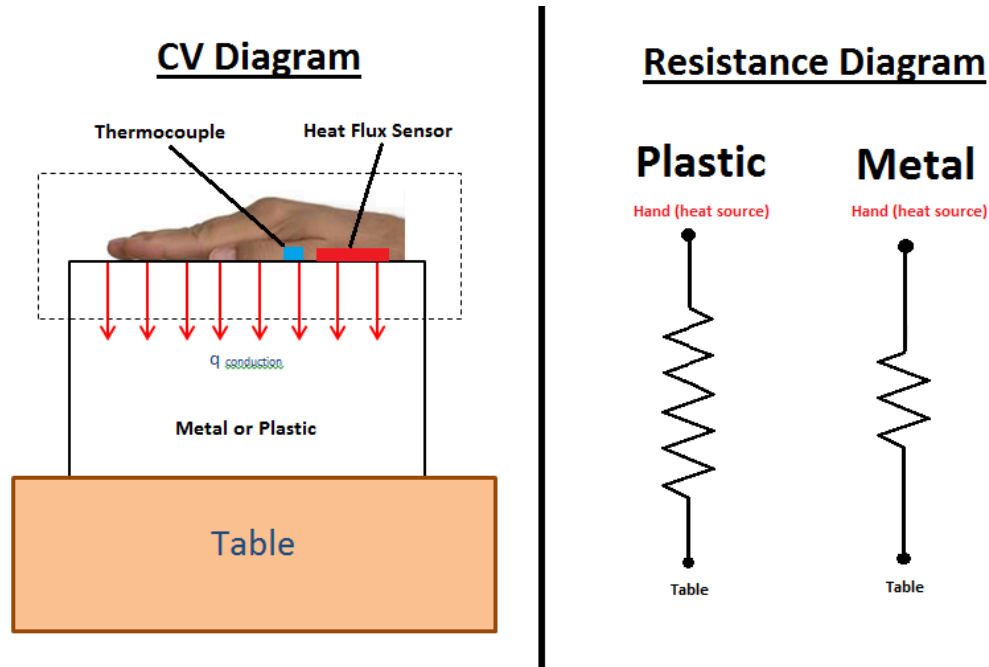 CV Diagram
Thermocouple
Heat Flux Sensor
q conduction
Metal or Plastic
Table
Resistance Diagram
Plastic
Metal
Hand (heat source)
Hand (heat source)
Table
Table